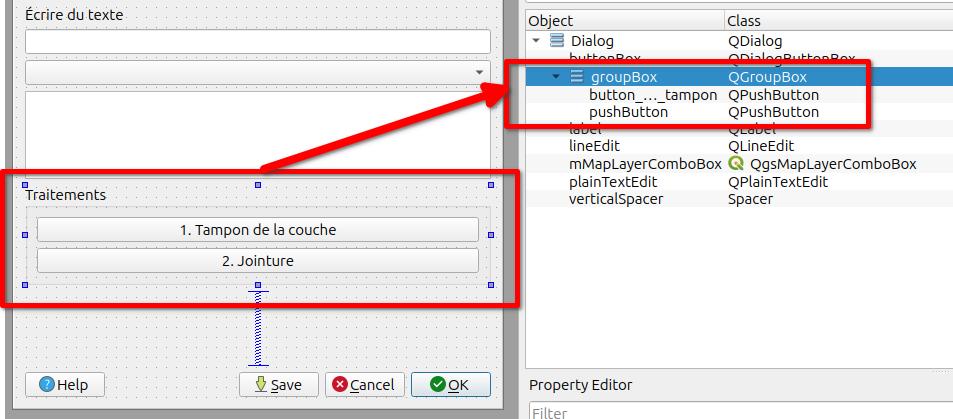 Écrire du texte
Traitements
1. Tampon de la couche
2. Jointure
Help
Save
Cancel
OK
Object Class
Dialog QDialog
buttonBox QDialogButtonBox
groupBox QGroupBox
button_..._tampon QPushButton
pushButton QPushButton
label QLabel
lineEdit QLineEdit
mMapLayerComboBox QgsMapLayerComboBox
plainTextEdit QPlainTextEdit
verticalSpacer Spacer
Property Editor
Filter